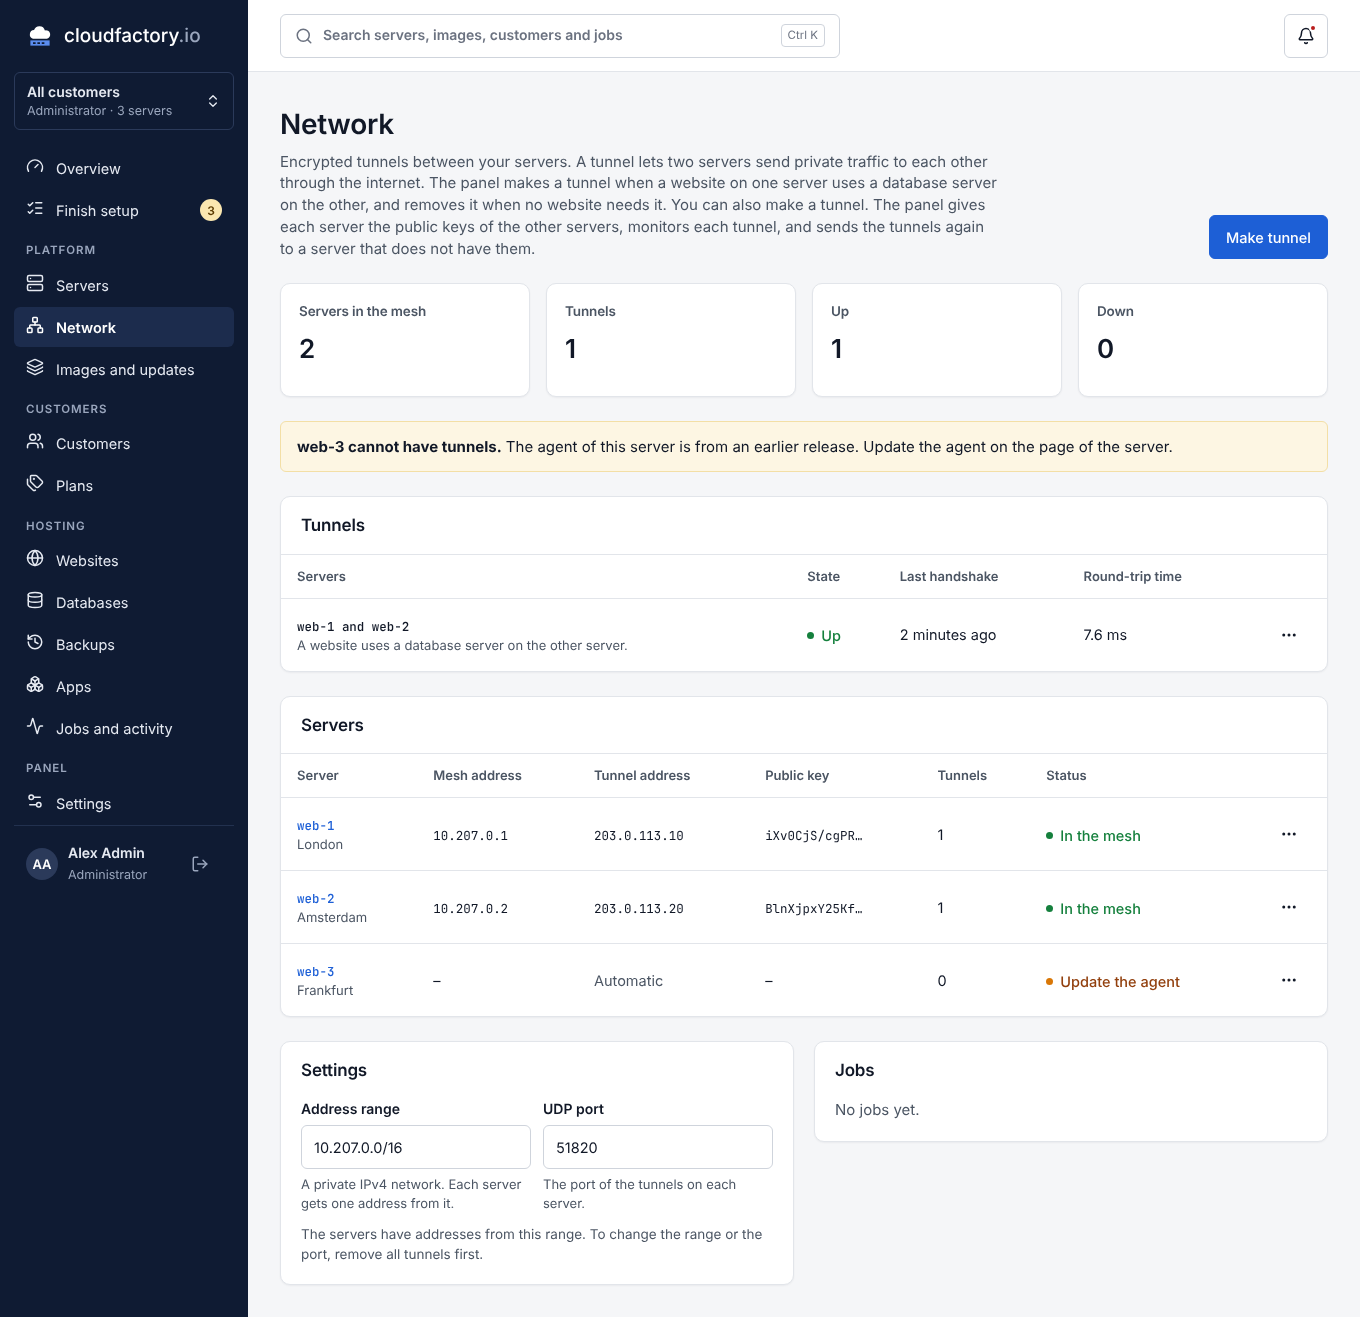 cloudfactory.io
All customers
Administrator · 3 servers
Overview
Finish setup 3
PLATFORM
Servers
Network
Images and updates
CUSTOMERS
Customers
Plans
HOSTING
Websites
Databases
Backups
Apps
Jobs and activity
PANEL
Settings
AA
Alex Admin
Administrator
Search servers, images, customers and jobs Ctrl K
Network
Encrypted tunnels between your servers. A tunnel lets two servers send private traffic to each other
through the internet. The panel makes a tunnel when a website on one server uses a database server
on the other, and removes it when no website needs it. You can also make a tunnel. The panel gives
each server the public keys of the other servers, monitors each tunnel, and sends the tunnels again
to a server that does not have them.
Make tunnel
Servers in the mesh
2
Tunnels
1
Up
1
Down
0
web-3 cannot have tunnels. The agent of this server is from an earlier release. Update the agent on the page of the server.
Tunnels
Servers State Last handshake Round-trip time
web-1 and web-2
A website uses a database server on the other server.
Up 2 minutes ago 7.6 ms
Servers
Server Mesh address Tunnel address Public key Tunnels Status
web-1
London
10.207.0.1 203.0.113.10 iXv0CjS/cgPR… 1 In the mesh
web-2
Amsterdam
10.207.0.2 203.0.113.20 BlnXjpxY25Kf… 1 In the mesh
web-3
Frankfurt
– Automatic – 0 Update the agent
Settings
Address range
10.207.0.0/16
A private IPv4 network. Each server
gets one address from it.
UDP port
51820
The port of the tunnels on each
server.
The servers have addresses from this range. To change the range or the
port, remove all tunnels first.
Jobs
No jobs yet.